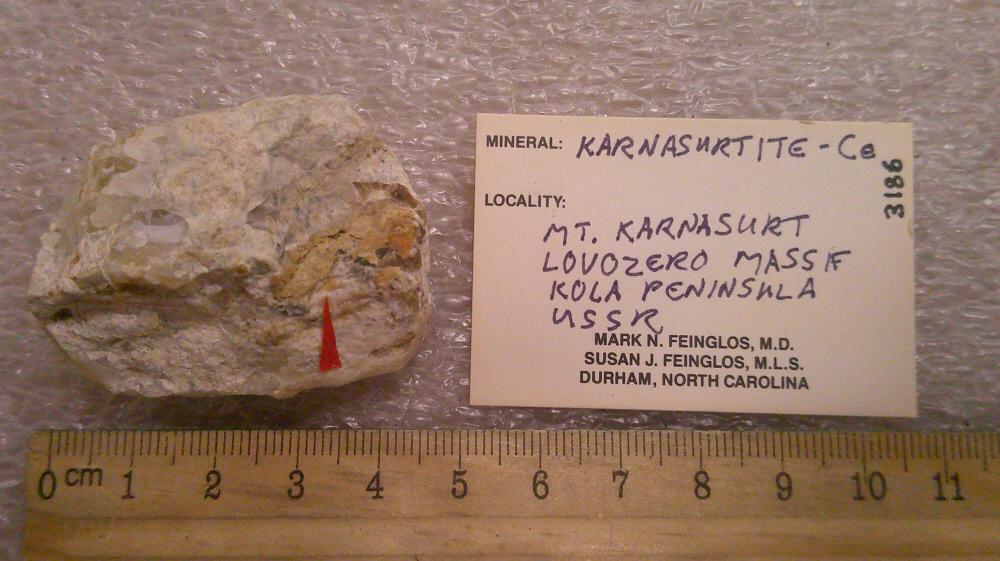 MINERAL: KARNASURTITE-Ce
3186
LOCALITY:
MT. KARNASURT
LOVOZERO MASSIF
KOLA PENINSULA
USSR
MARK N. FEINGLOS, M.D.
SUSAN J. FEINGLOS, M.L.S.
DURHAM, NORTH CAROLINA
0 cm 1 2 3 4 5 6 7 8 9 10 11